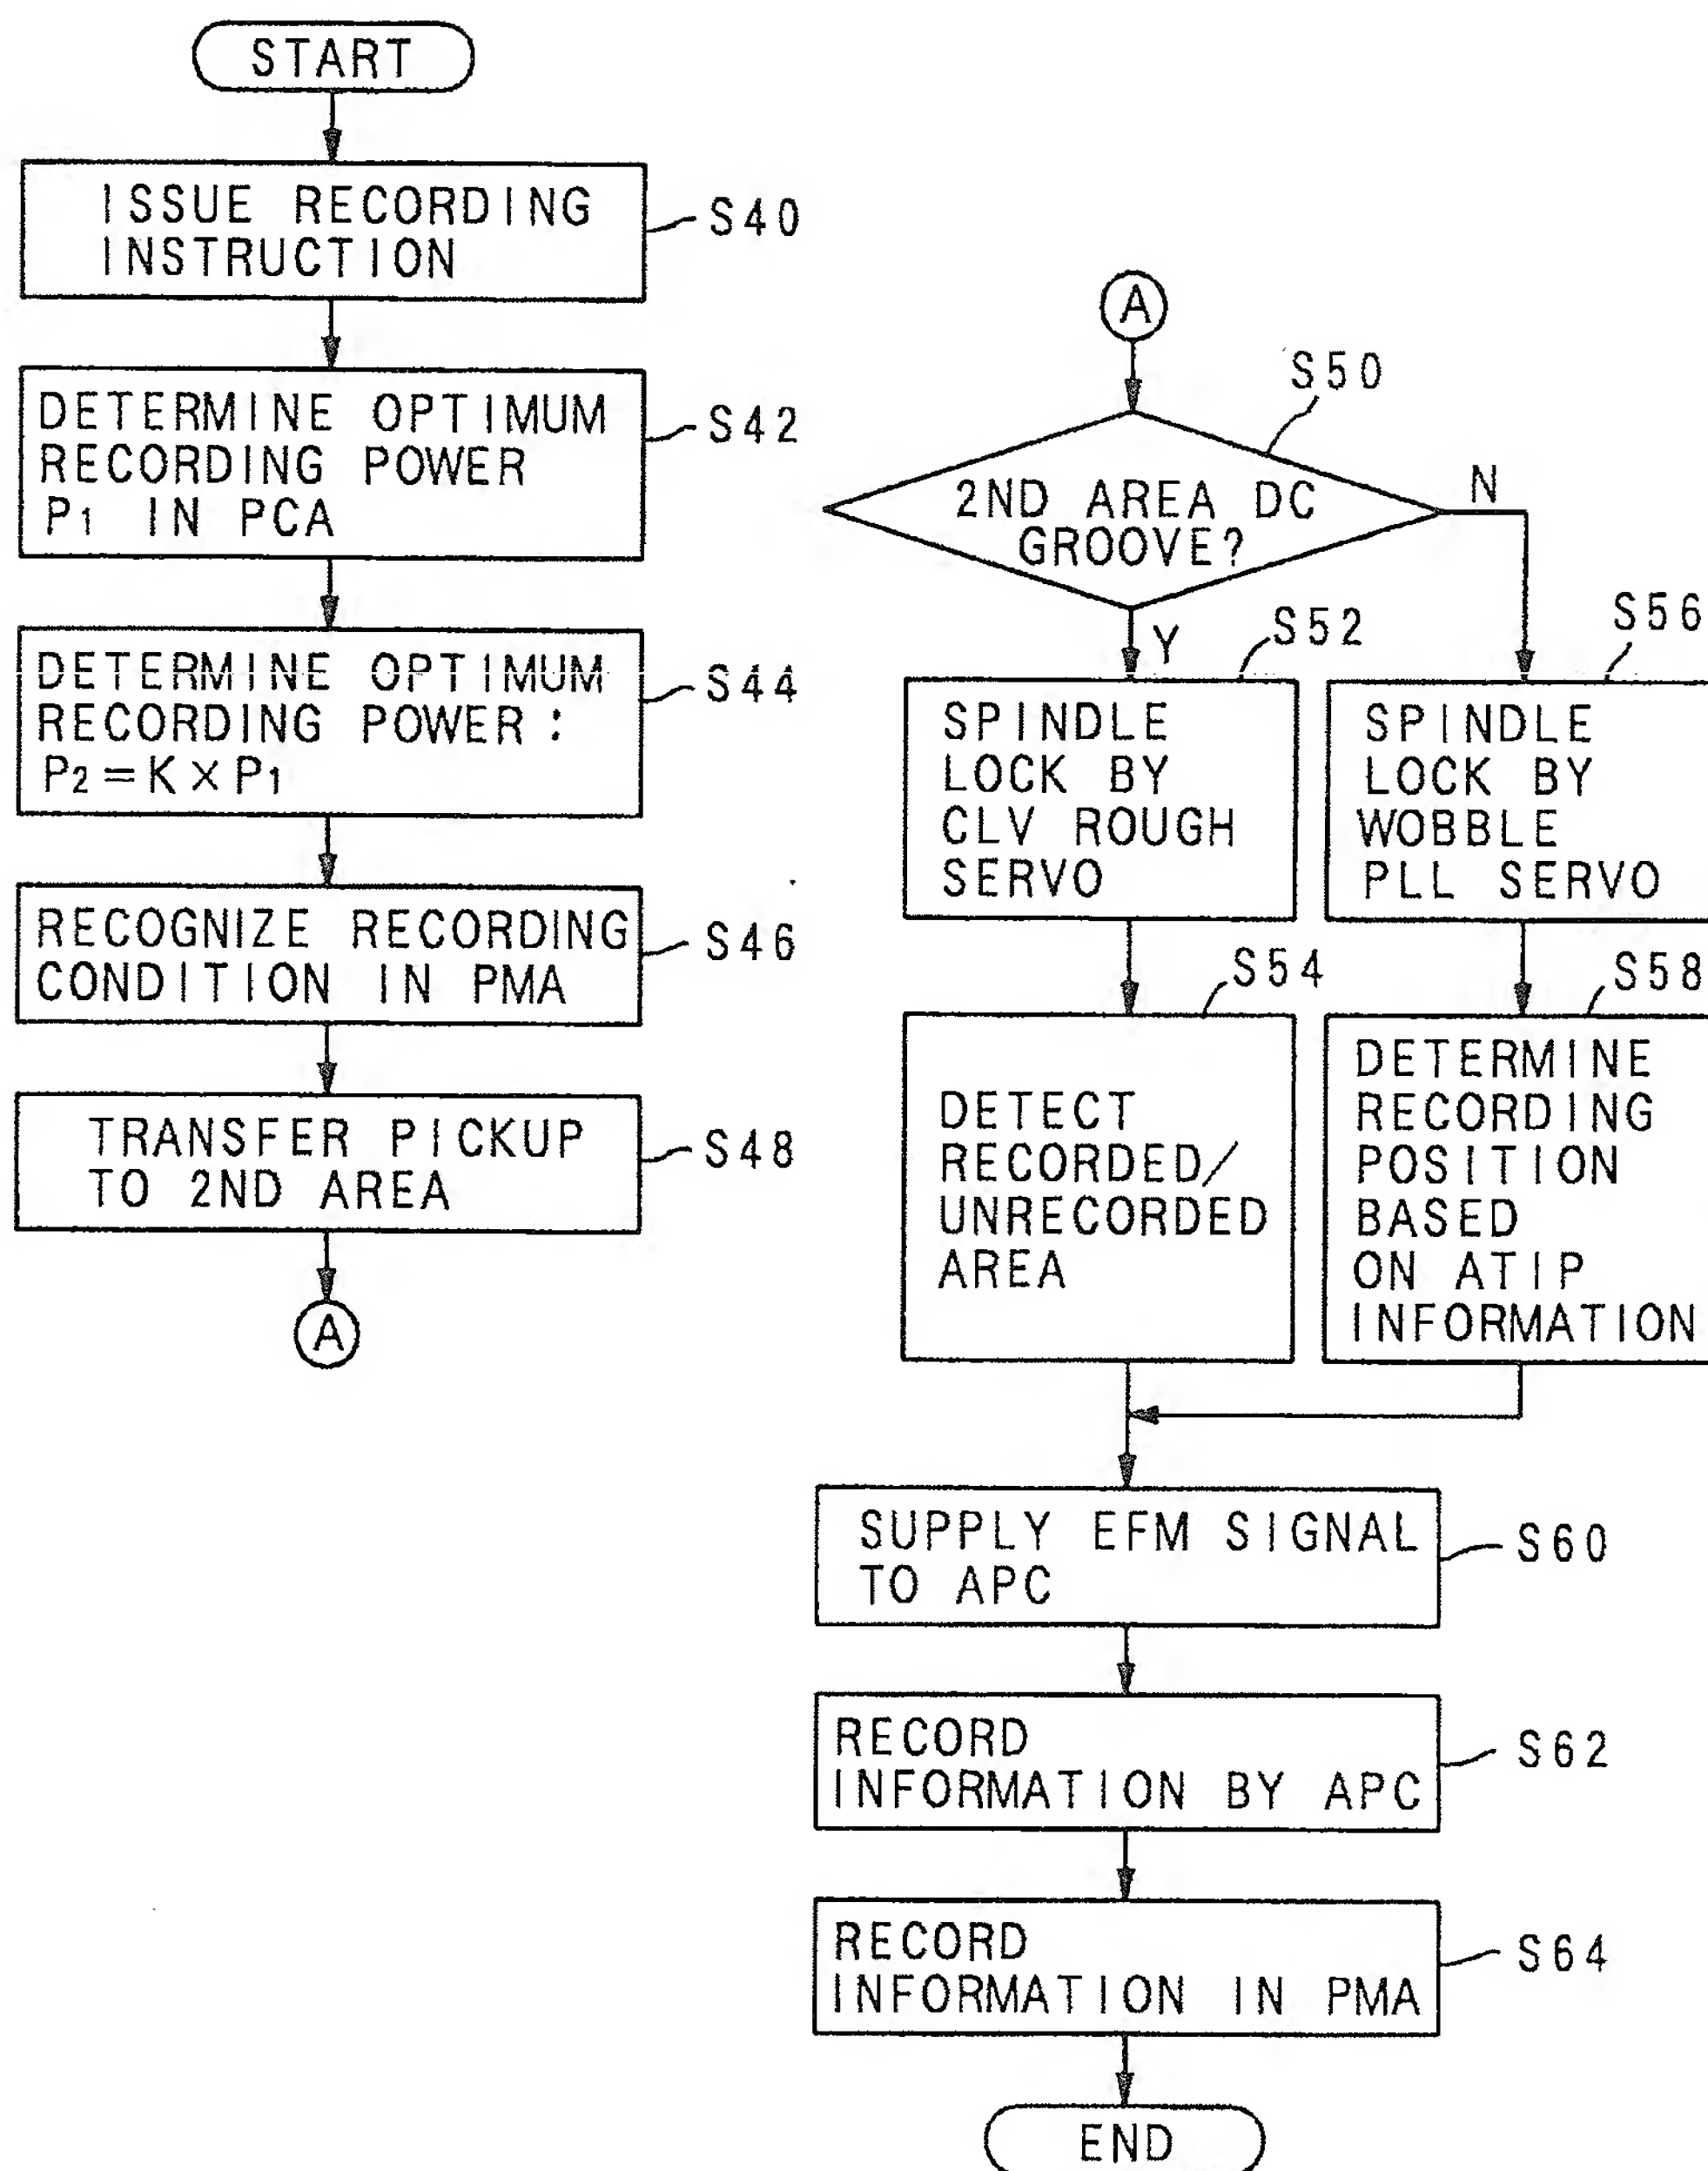 START
ISSUE RECORDING
INSTRUCTION
S40
DETERMINE OPTIMUM
RECORDING POWER
P1 IN PCA
S42
DETERMINE OPTIMUM
RECORDING POWER:
P2=K×P1
S44
RECOGNIZE RECORDING
CONDITION IN PMA
S46
TRANSFER PICKUP
TO 2ND AREA
S48
A
A
S50
2ND AREA DC
GROOVE?
N
Y
S52
SPINDLE
LOCK BY
CLV ROUGH
SERVO
S56
SPINDLE
LOCK BY
WOBBLE
PLL SERVO
S54
DETECT
RECORDED/
UNRECORDED
AREA
S58
DETERMINE
RECORDING
POSITION
BASED
ON ATIP
INFORMATION
SUPPLY EFM SIGNAL
TO APC
S60
RECORD
INFORMATION BY APC
S62
RECORD
INFORMATION IN PMA
S64
END